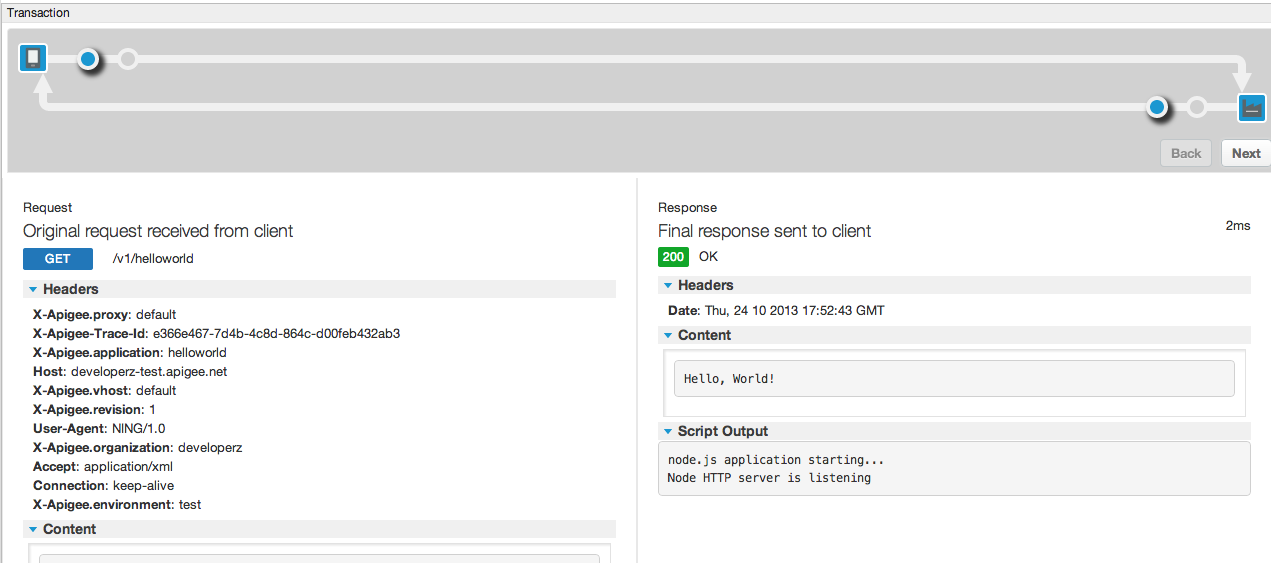 Transaction
Back Next
Request
Original request received from client
GET /v1/helloworld
Headers
X-Apigee.proxy: default
X-Apigee-Trace-Id: e366e467-7d4b-4c8d-864c-d00feb432ab3
X-Apigee.application: helloworld
Host: developerz-test.apigee.net
X-Apigee.vhost: default
X-Apigee.revision: 1
User-Agent: NING/1.0
X-Apigee.organization: developerz
Accept: application/xml
Connection: keep-alive
X-Apigee.environment: test
Content
Response
Final response sent to client
2ms
200 OK
Headers
Date: Thu, 24 10 2013 17:52:43 GMT
Content
Hello, World!
Script Output
node.js application starting...
Node HTTP server is listening